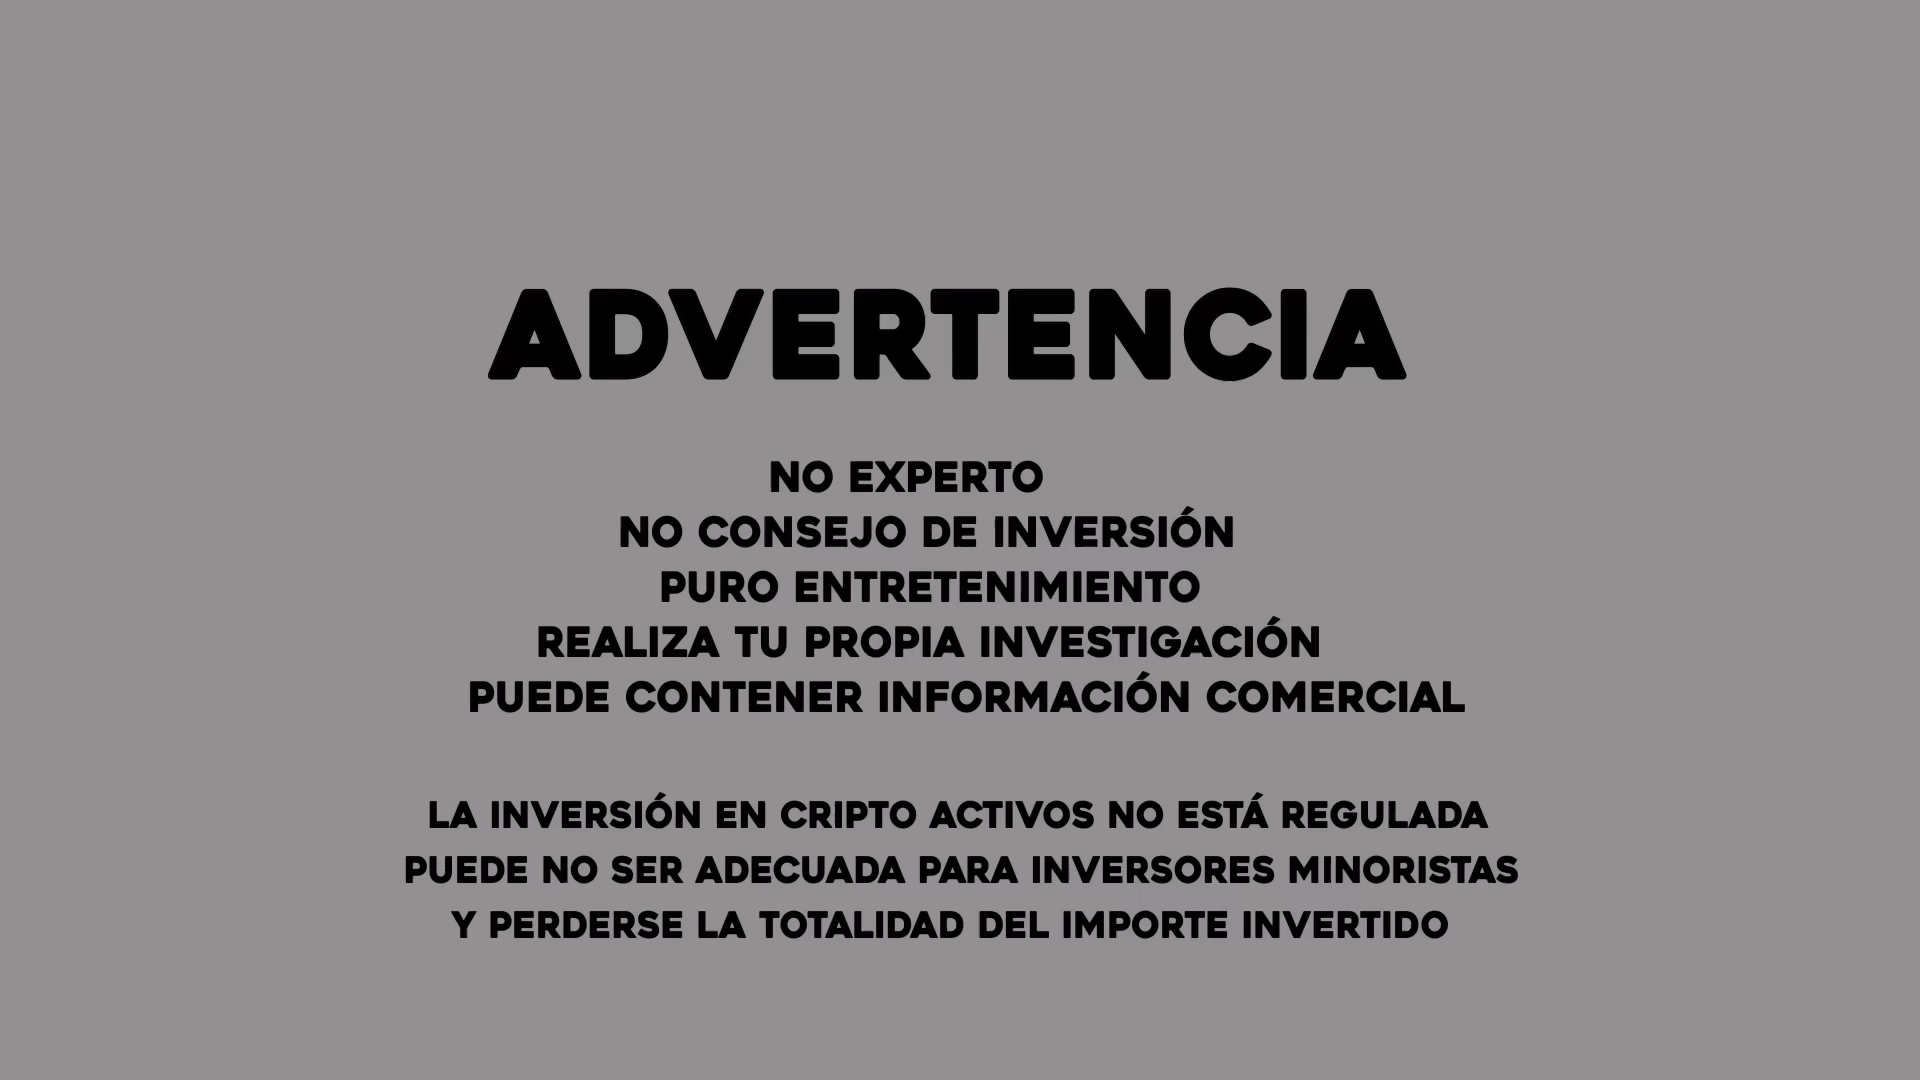 ADVERTENCIA
NO EXPERTO
NO CONSEJO DE INVERSIÓN
PURO ENTRETENIMIENTO
REALIZA TU PROPIA INVESTIGACIÓN
PUEDE CONTENER INFORMACIÓN COMERCIAL
LA INVERSIÓN EN CRIPTO ACTIVOS NO ESTÁ REGULADA
PUEDE NO SER ADECUADA PARA INVERSORES MINORISTAS
Y PERDERSE LA TOTALIDAD DEL IMPORTE INVERTIDO